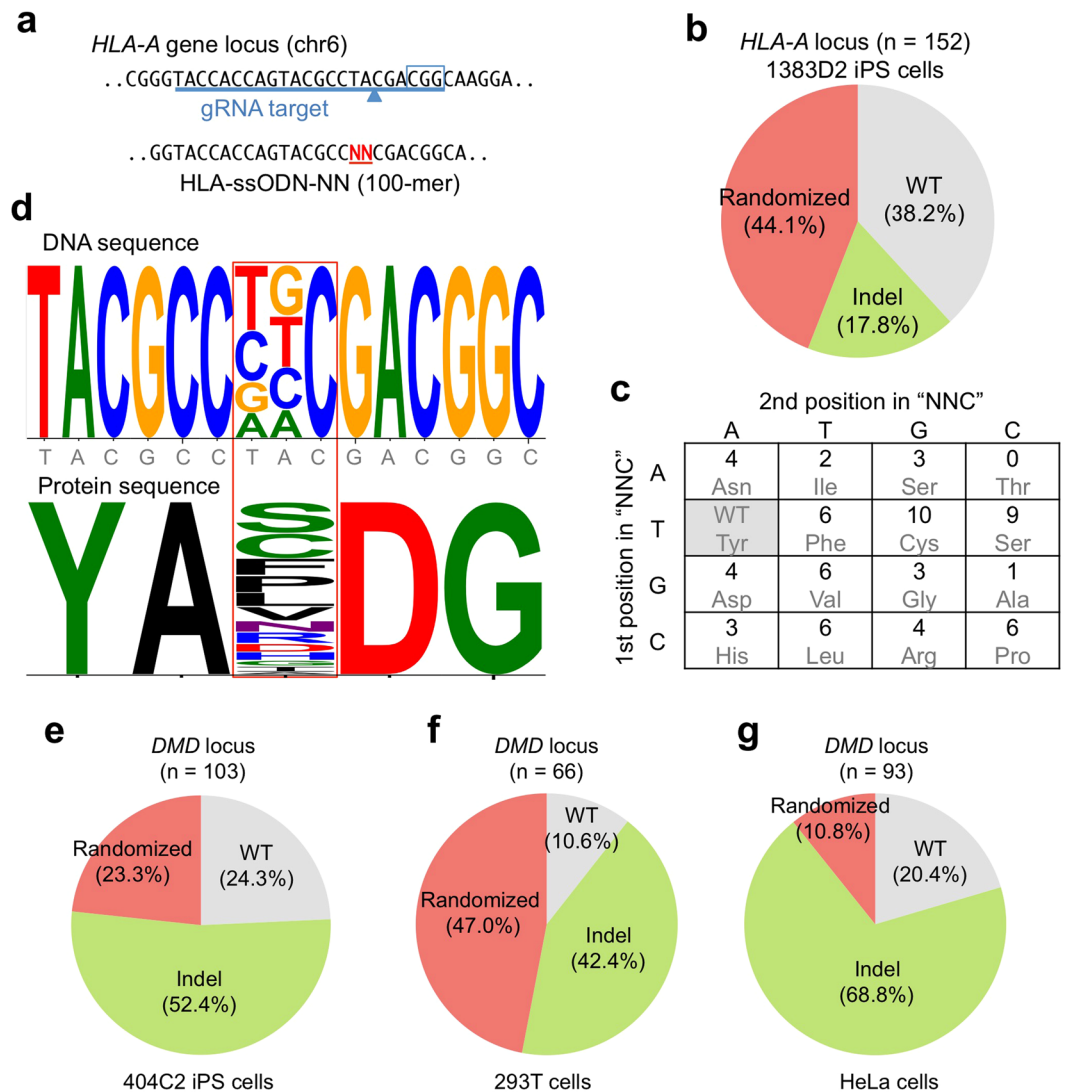 a
HLA-A gene locus (chr6)
..CGGGTACCACCAGTACGCCTACGACGGCAAGGA..
gRNA target
..GGTACCACCAGTACGCCNNCGACGGCA..
HLA-ssODN-NN (100-mer)
b
HLA-A locus (n = 152)
1383D2 iPS cells
Randomized
(44.1%)
WT
(38.2%)
Indel
(17.8%)
c
2nd position in “NNC”
1st position in “NNC”
A T G C
A 4 2 3 0
Asn Ile Ser Thr
T WT 6 10 9
Tyr Phe Cys Ser
G 4 6 3 1
Asp Val Gly Ala
C 3 6 4 6
His Leu Arg Pro
d
DNA sequence
TACGCCTGCGACGGC
T
C C
G
A A
T A C G C C T A C G A C G G C
Protein sequence
Y A S D G
C
F
L
P
V
N
R
D
H
G
e
DMD locus
(n = 103)
Randomized
(23.3%)
WT
(24.3%)
Indel
(52.4%)
404C2 iPS cells
f
DMD locus
(n = 66)
WT
(10.6%)
Randomized
(47.0%)
Indel
(42.4%)
293T cells
g
DMD locus
(n = 93)
Randomized
(10.8%)
WT
(20.4%)
Indel
(68.8%)
HeLa cells